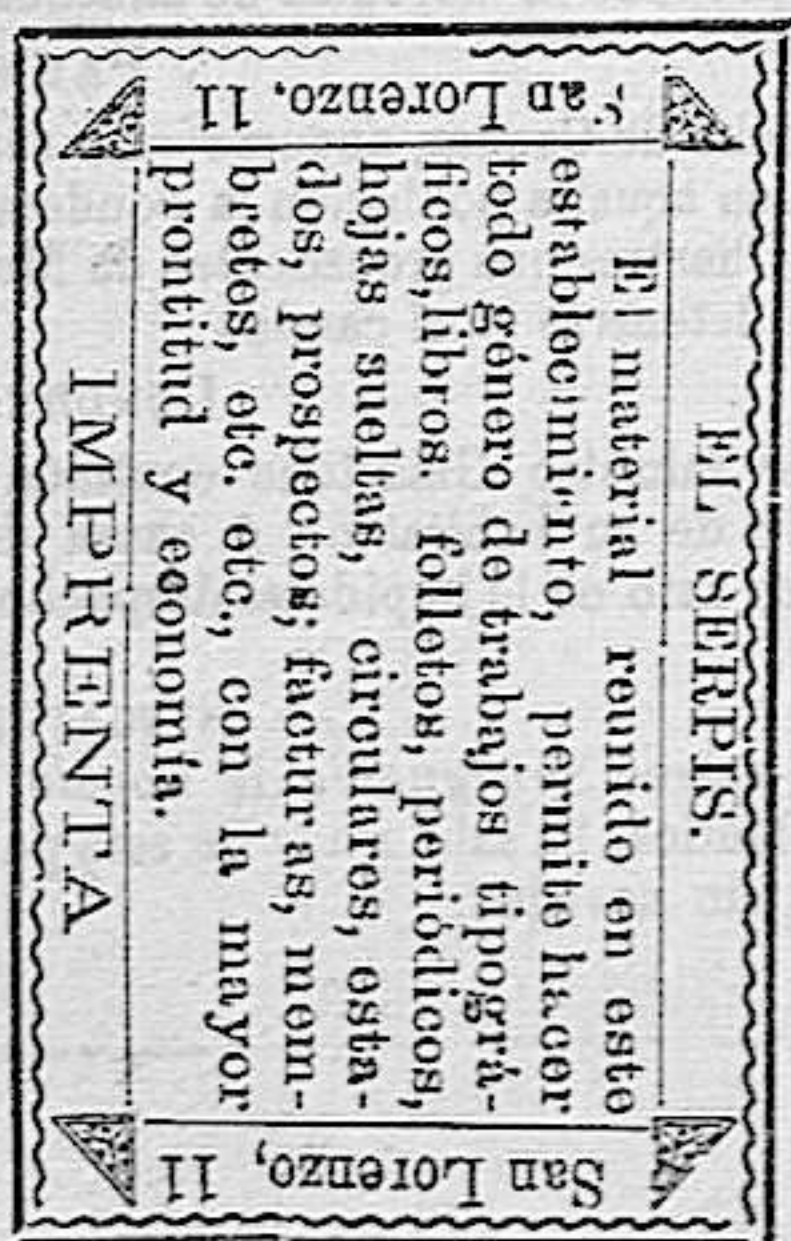 EL SERPIS.
San Lorenzo, 11
El material reunido en este
establecimiento, permite hacer
todo género de trabajos tipográ-
ficos, libros. folletos, periódicos,
hojas sueltas, circulares, esta-
dos, prospectos; facturas, mem-
bretes, etc. etc., con la mayor
prontitud y economía.
San Lorenzo, 11
IMPRENTA